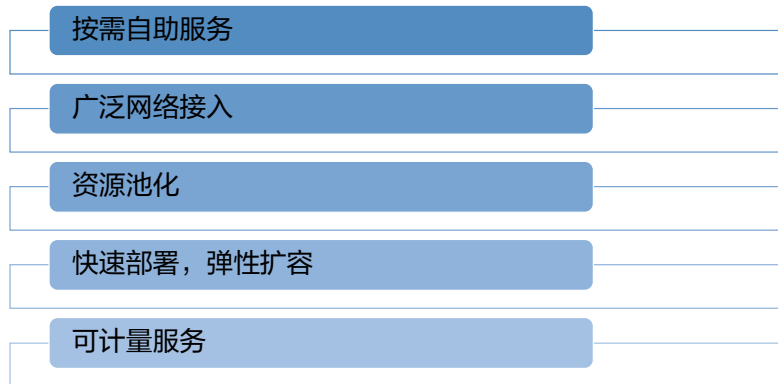 按需自助服务
广泛网络接入
资源池化
快速部署，弹性扩容
可计量服务